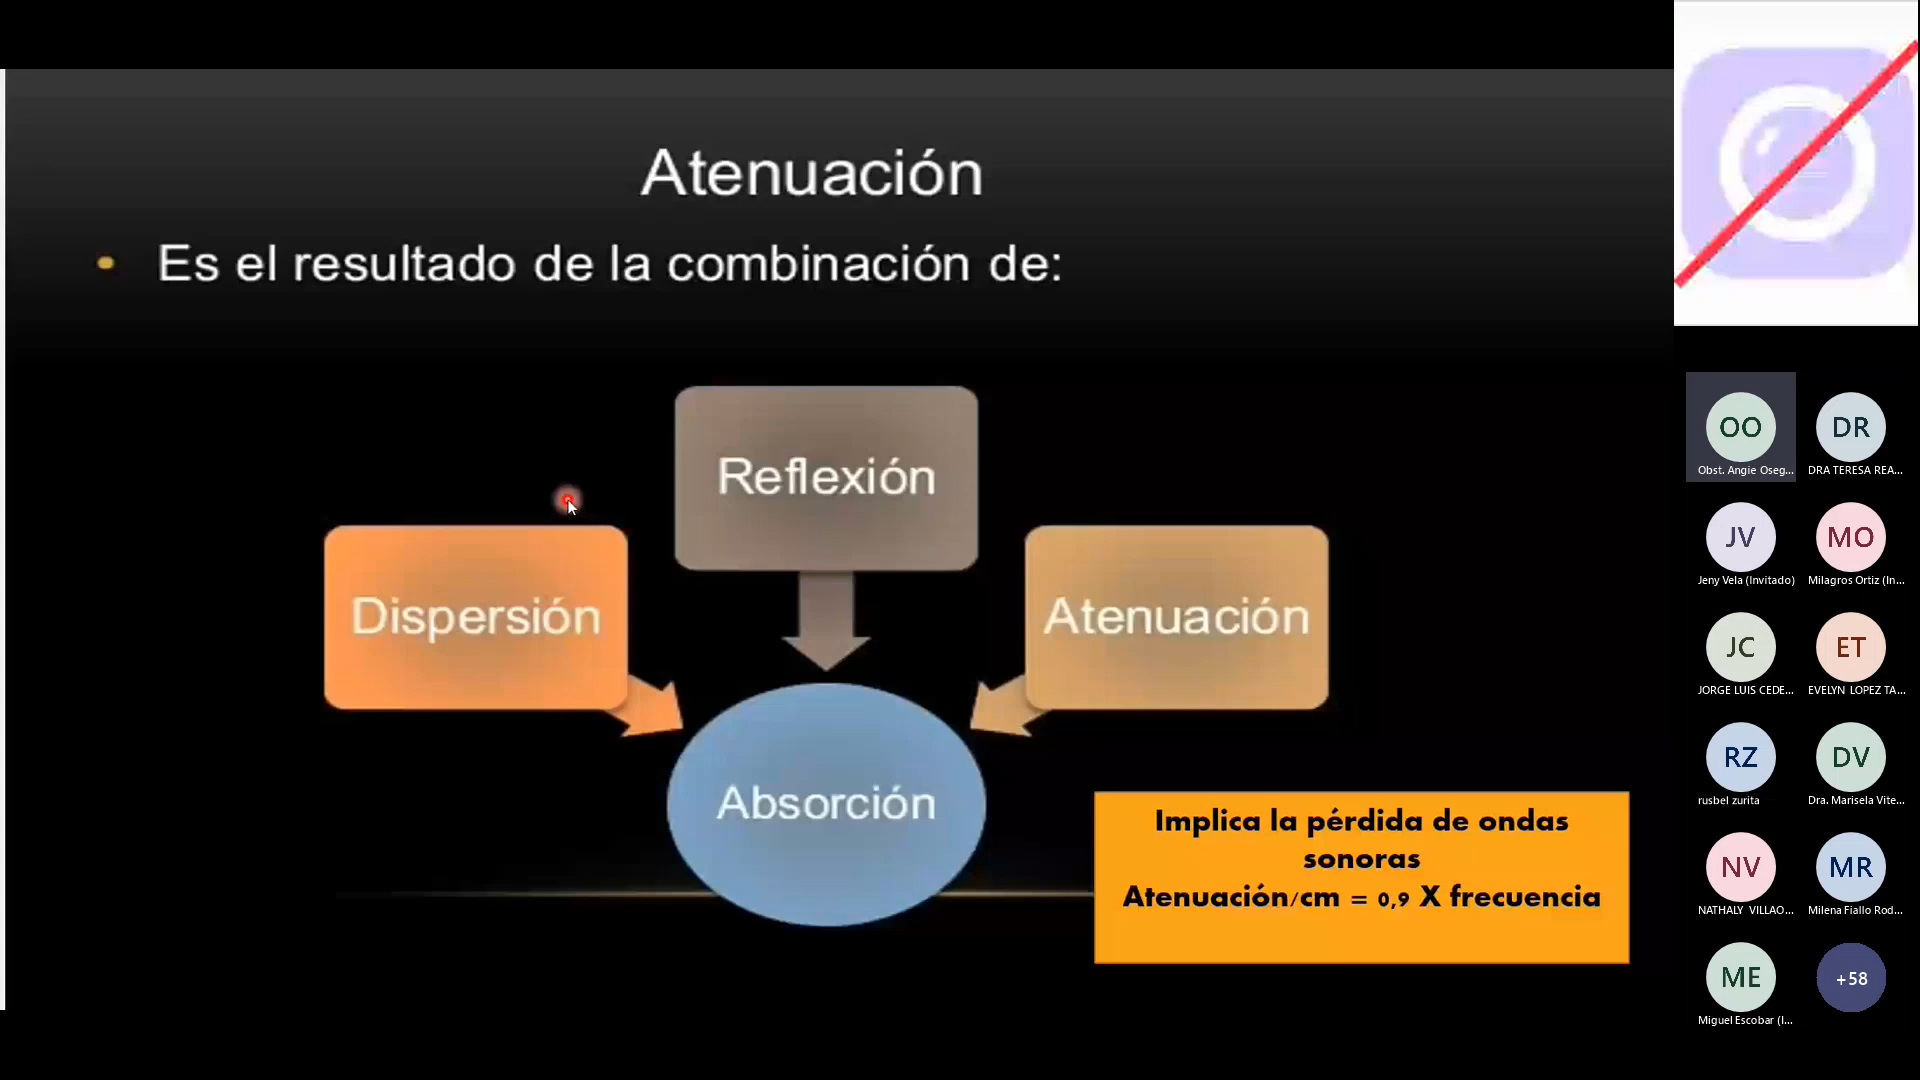 Atenuación
• Es el resultado de la combinación de:
Reflexión
Dispersión
Atenuación
Absorción
Implica la pérdida de ondas
sonoras
Atenuación/cm = 0,9 X frecuencia
OO
Obst. Angie Oseg...
DR
DRA TERESA REA...
JV
Jeny Vela (Invitado)
MO
Milagros Ortiz (In...
JC
JORGE LUIS CEDE...
ET
EVELYN LOPEZ TA...
RZ
rusbel zurita
DV
Dra. Marisela Vite...
NV
NATHALY VILLAO...
MR
Milena Fiallo Rod...
ME
Miguel Escobar (I...
+58